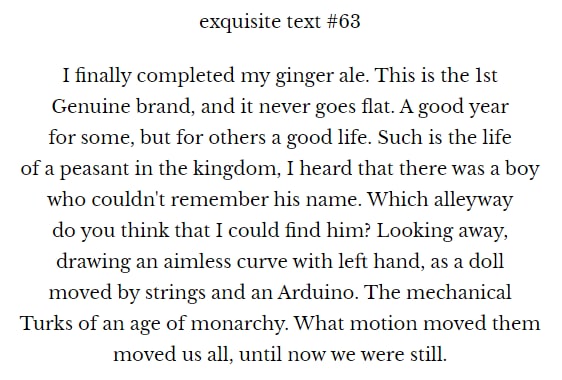 exquisite text #63
I finally completed my ginger ale. This is the 1st
Genuine brand, and it never goes flat. A good year
for some, but for others a good life. Such is the life
of a peasant in the kingdom, I heard that there was a boy
who couldn't remember his name. Which alleyway
do you think that I could find him? Looking away,
drawing an aimless curve with left hand, as a doll
moved by strings and an Arduino. The mechanical
Turks of an age of monarchy. What motion moved them
moved us all, until now we were still.